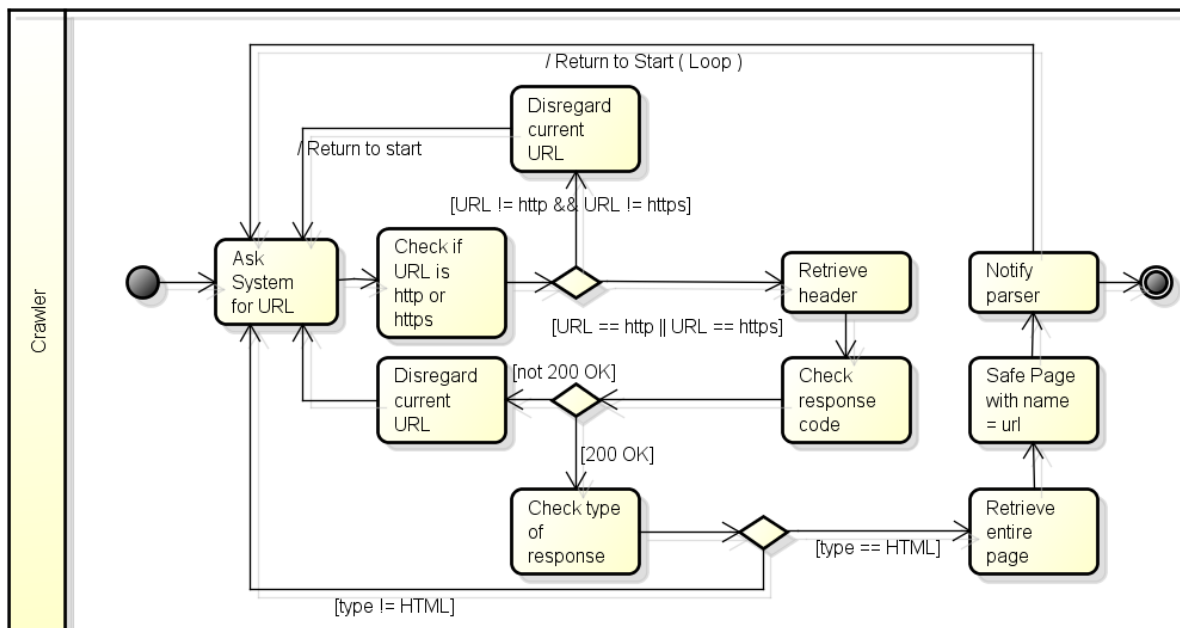 Crawler
/ Return to Start ( Loop )
Disregard
current
URL
/ Return to start
[URL != http && URL != https]
Ask
System
for URL
Check if
URL is
http or
https
Retrieve
header
Notify
parser
[URL == http || URL == https]
Disregard
current
URL
[not 200 OK]
Check
response
code
Safe Page
with name
= url
[200 OK]
Check type
of
response
Retrieve
entire
page
[type == HTML]
[type != HTML]